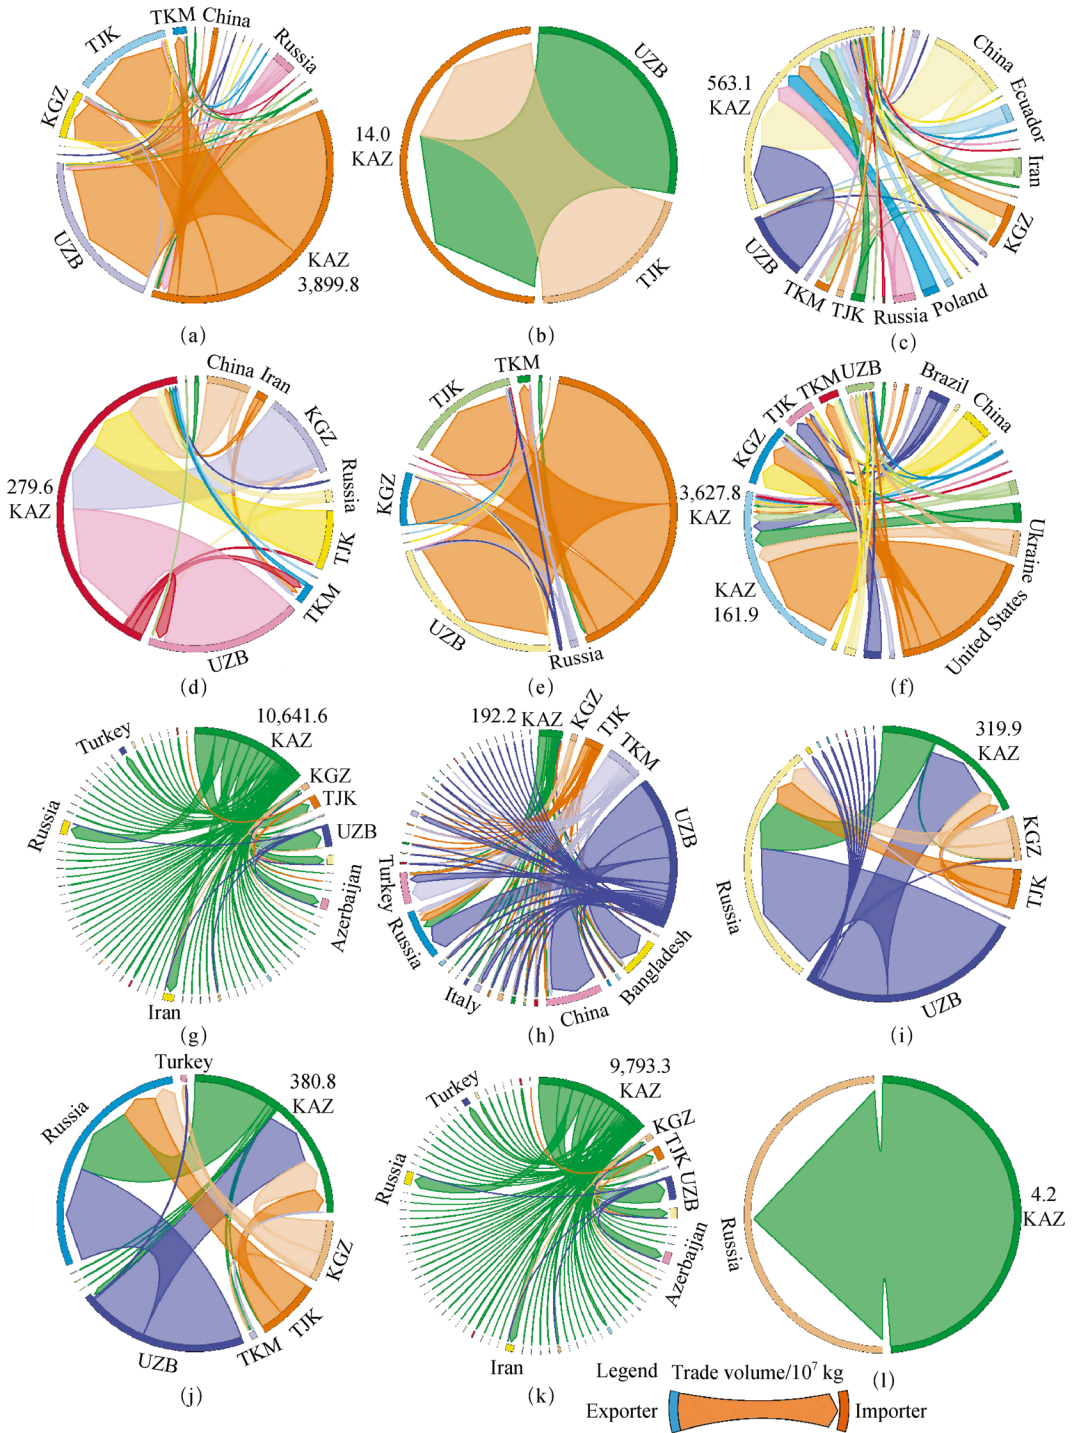 TKM
China
TJK
Russia
KGZ
UZB
KAZ
3,899.8
(a)
UZB
14.0
KAZ
TJK
(b)
563.1
KAZ
China
Ecuador
Iran
KGZ
UZB
TKM
TJK
Russia
Poland
(c)
China
Iran
KGZ
Russia
279.6
KAZ
TJK
TKM
UZB
(d)
TKM
TJK
KGZ
UZB
Russia
(e)
TKM
UZB
Brazil
TJK
China
KGZ
3,627.8
KAZ
Ukraine
KAZ
161.9
United States
(f)
10,641.6
KAZ
Turkey
KGZ
TJK
Russia
UZB
Azerbaijan
Iran
(g)
192.2
KAZ
KGZ
TJK
TKM
UZB
Turkey
Russia
Italy
China
Bangladesh
(h)
319.9
KAZ
KGZ
TJK
Russia
UZB
(i)
Turkey
380.8
KAZ
Russia
KGZ
TJK
TKM
UZB
(j)
9,793.3
KAZ
Turkey
KGZ
TJK
Russia
UZB
Azerbaijan
Iran
(k)
4.2
KAZ
Russia
(l)
Legend Trade volume/10⁷ kg
Exporter Importer